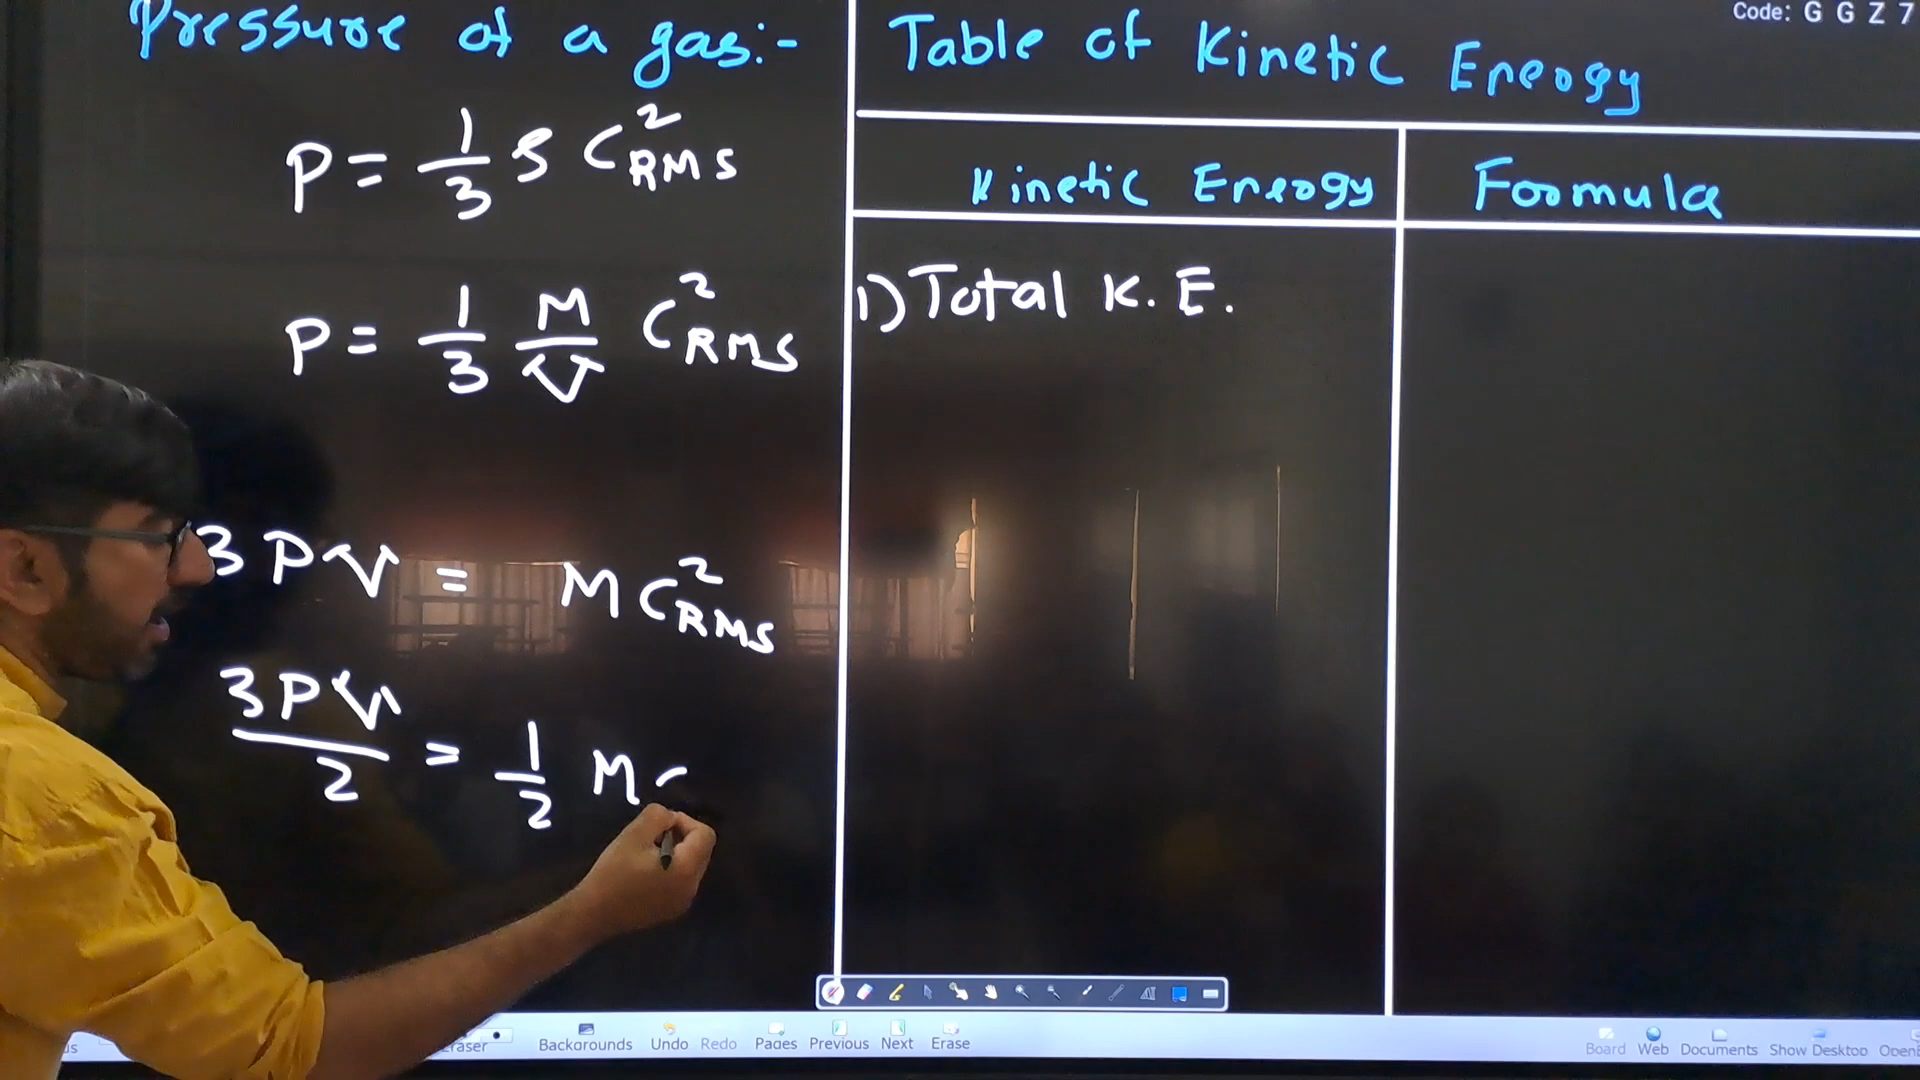 Code: G G Z 7
Pressure of a gas:-
P = 1/3 ρ C²RMS
P = 1/3 M/V C²RMS
3PV = MC²RMS
3PV/2 = 1/2 M
Table of Kinetic Energy
Kinetic Energy | Formula
1) Total K.E.
Eraser Backgrounds Undo Redo Pages Previous Next Erase
Board Web Documents Show Desktop